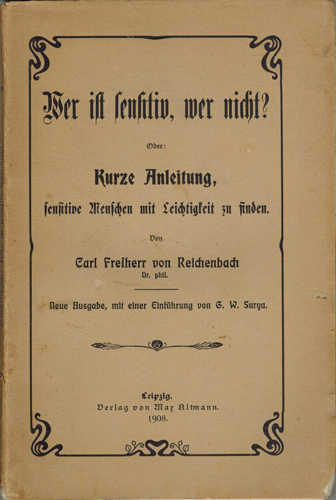 Wer ist sensitiv, wer nicht?
Oder:
Kurze Anleitung,
sensitive Menschen mit Leichtigkeit zu finden.
Von
Carl Freiherr von Reichenbach
Dr. phil.
Neue Ausgabe, mit einer Einführung von G. W. Surya.
Leipzig.
Verlag von Max Altmann.
1908.